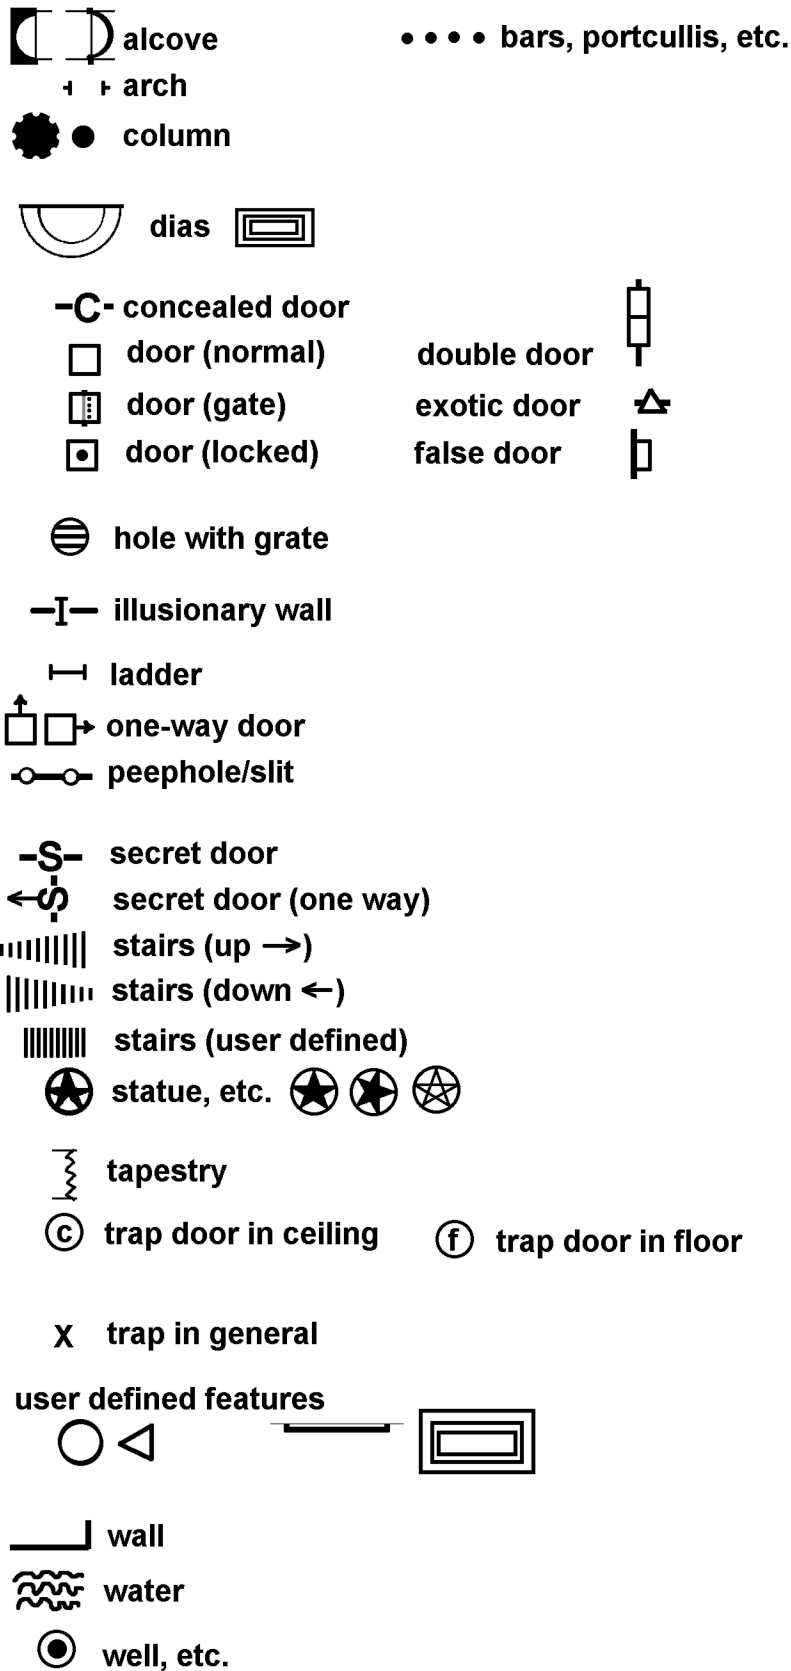 alcove
bars, portcullis, etc.
arch
column
dias
C concealed door
door (normal)
double door
door (gate)
exotic door
door (locked)
false door
hole with grate
I illusionary wall
ladder
one-way door
peephole/slit
S secret door
S secret door (one way)
stairs (up →)
stairs (down ←)
stairs (user defined)
statue, etc.
tapestry
c trap door in ceiling
f trap door in floor
x trap in general
user defined features
wall
water
well, etc.